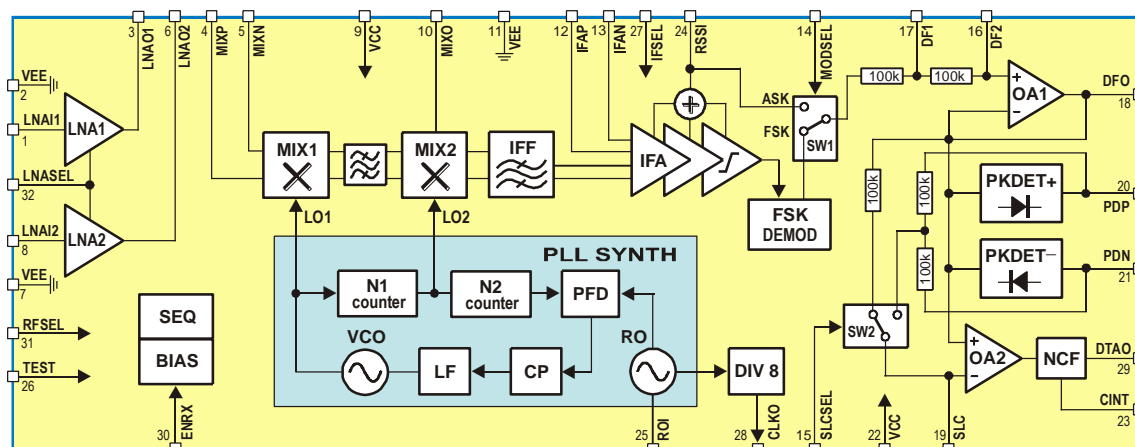 3
LNAO1
6
LNAO2
4
MIXP
5
MIXN
9
VCC
10
MIXO
11
VEE
12
IFAP
13
IFAN
27
IFSEL
24
RSSI
14
MODSEL
17
DF1
16
DF2
VEE
2
LNAI1
1
LNASEL
32
LNAI2
8
VEE
7
RFSEL
31
TEST
26
LNA1
LNA2
MIX1
MIX2
IFF
IFA
LO1
LO2
ASK
FSK
SW1
FSK
DEMOD
100k
100k
+
OA1
−
DFO
18
100k
100k
100k
PKDET+
20
PDP
PKDET−
PDN
21
SW2
+
OA2
−
NCF
DTAO
29
CINT
23
PLL SYNTH
N1
counter
N2
counter
PFD
VCO
LF
CP
RO
DIV 8
SEQ
BIAS
30
ENRX
25
ROI
28
CLKO
15
SLCSEL
22
VCC
19
SLC